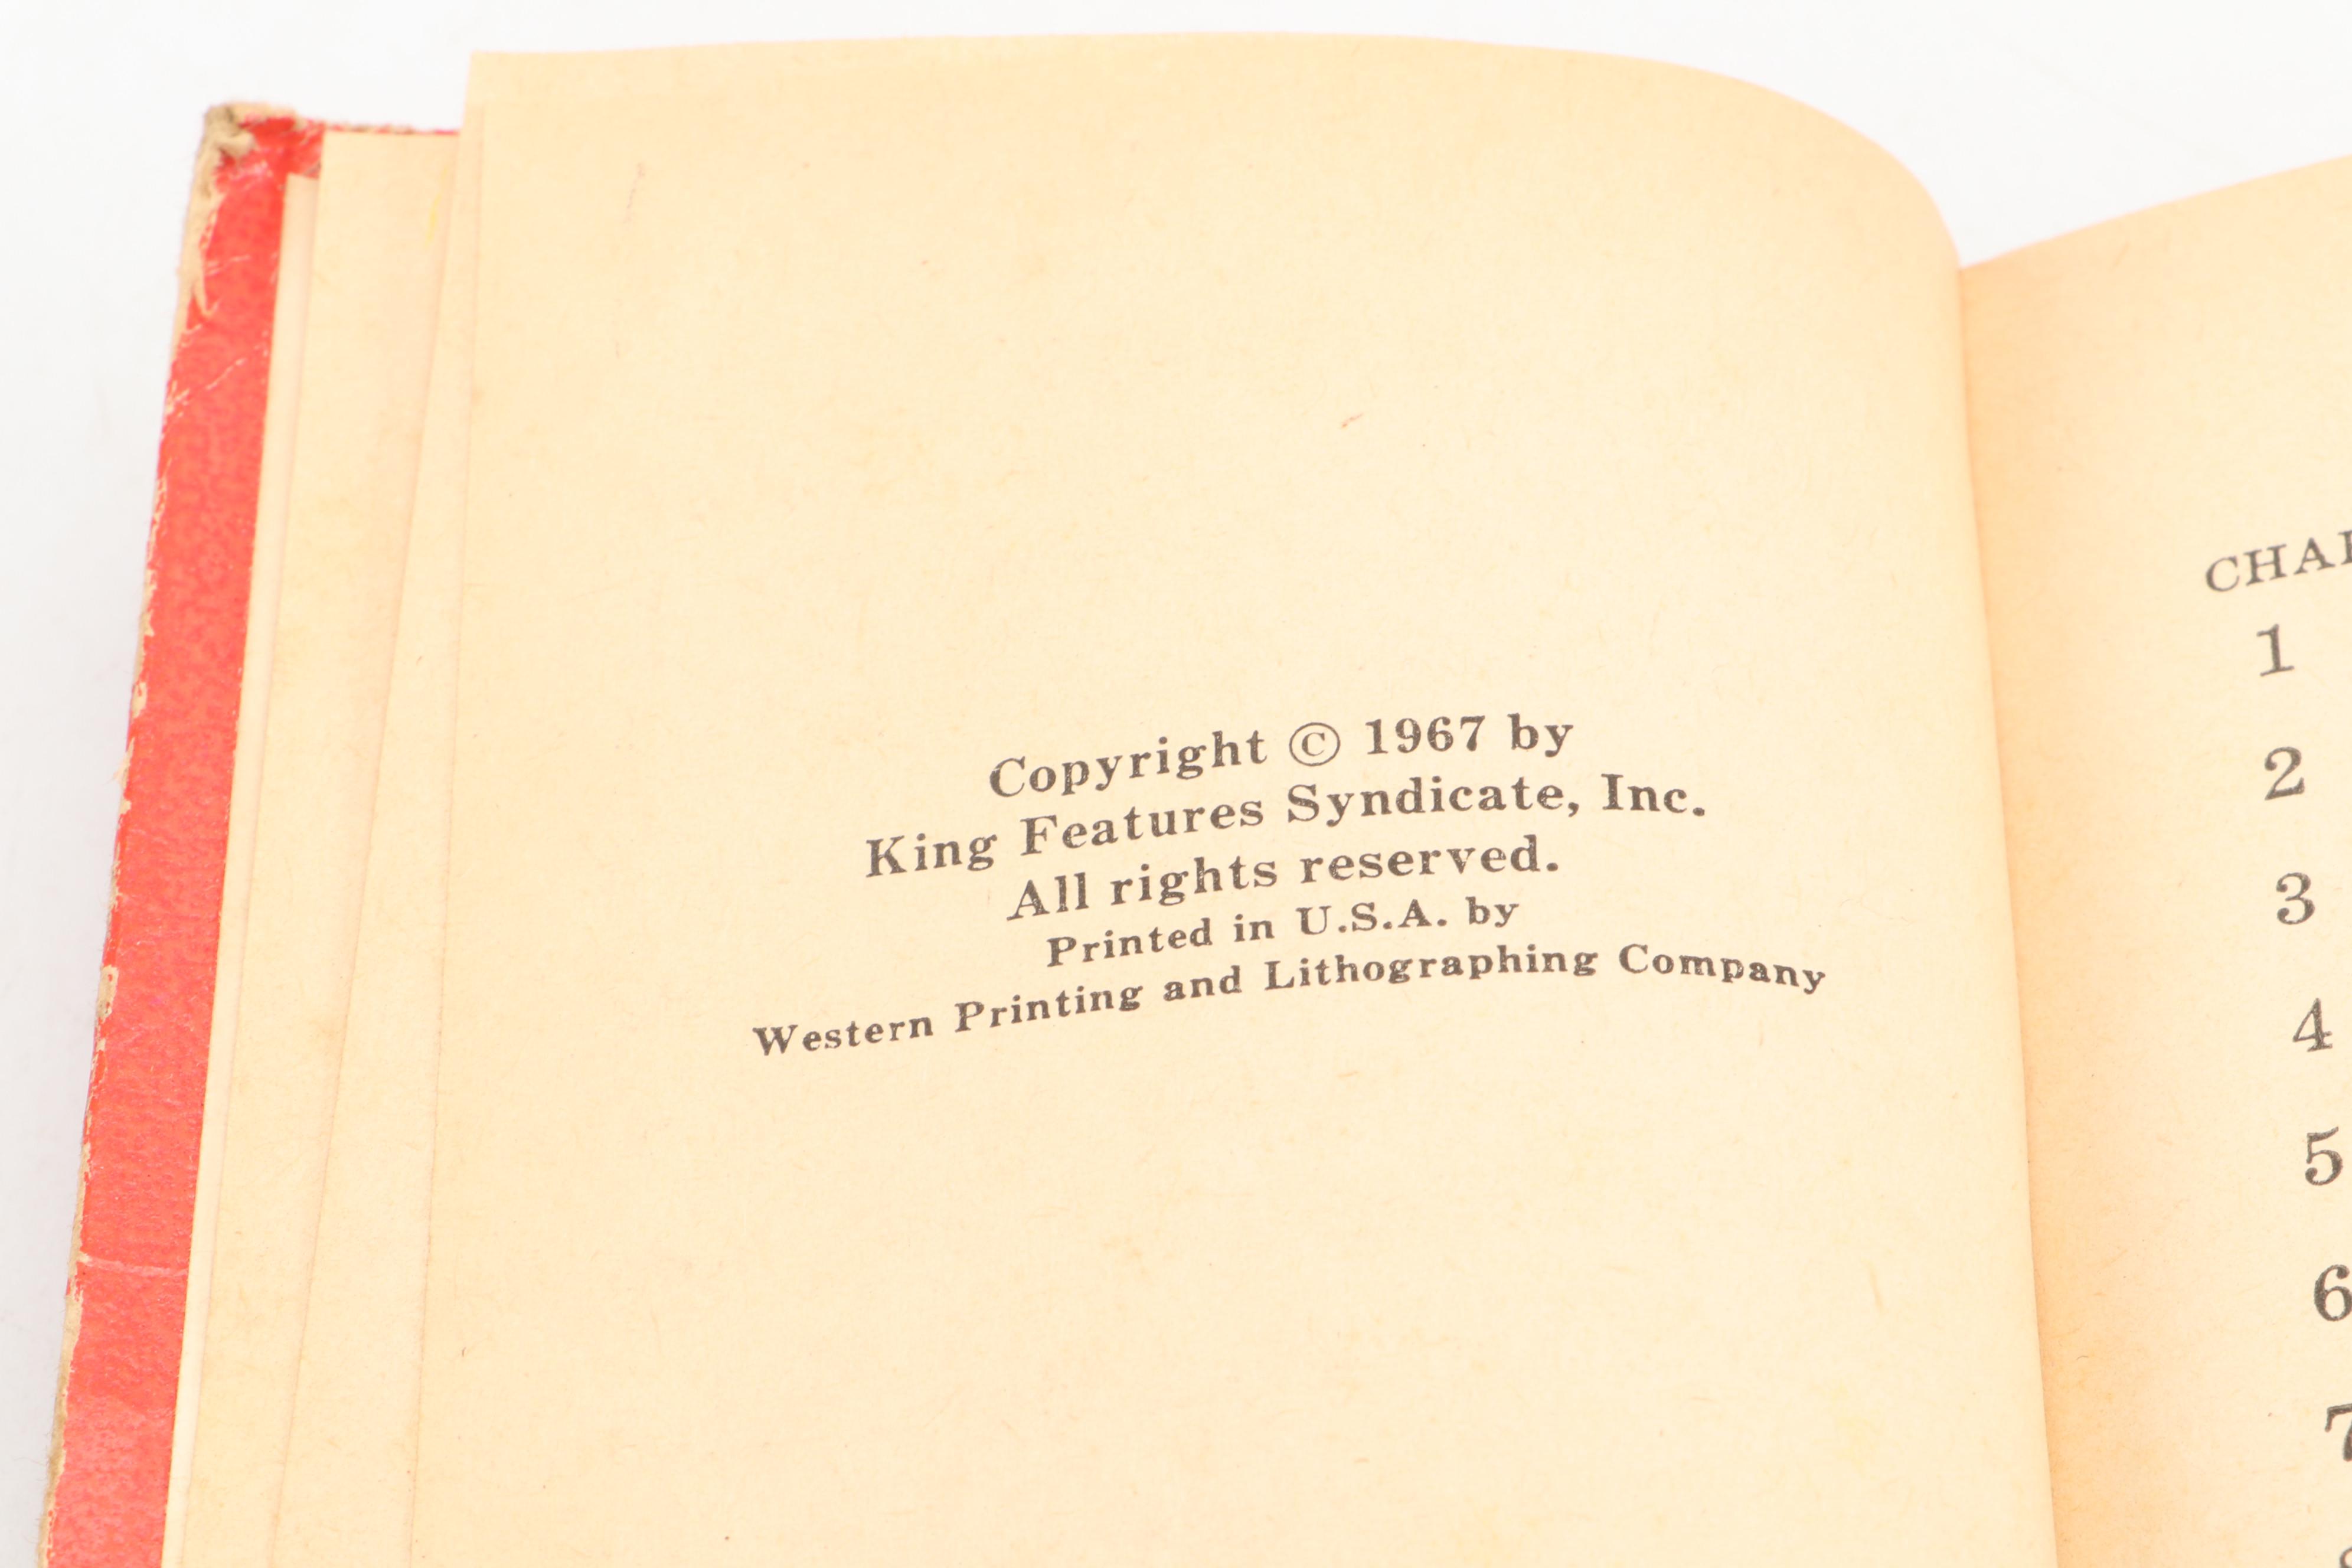 Copyright © 1967 by
King Features Syndicate, Inc.
All rights reserved.
Printed in U.S.A. by
Western Printing and Lithographing Company
1
2
3
4
5
6
7